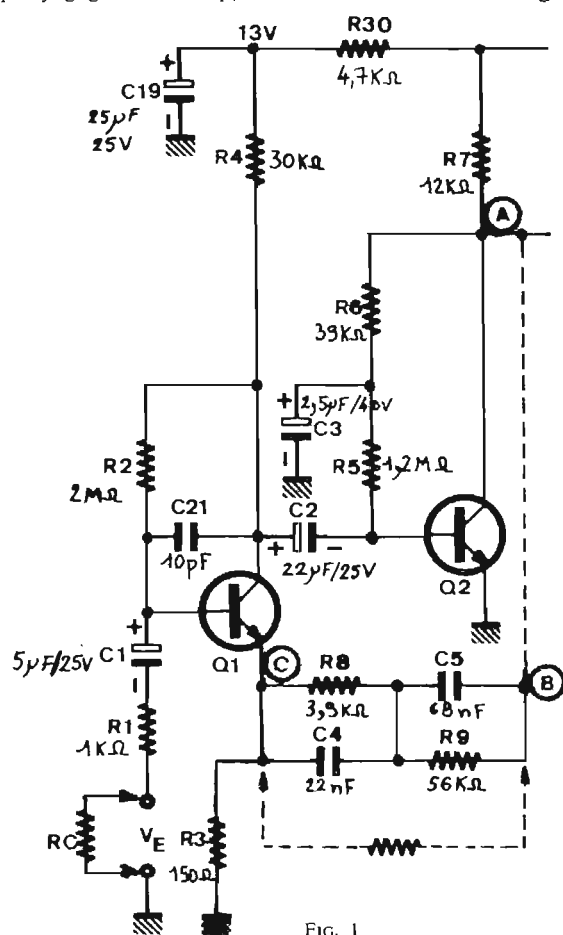 13V
R30
4,7KΩ
+
C19
25µF
25V
R4
30KΩ
R7
12KΩ
A
R6
39KΩ
+
2,5µF/40V
C3
R2
2MΩ
R5
1,2MΩ
C21
10pF
C2
+
-
22µF/25V
Q2
+
5µF/25V
C1
Q1
C
R8
3,9KΩ
C5
68nF
B
R1
1KΩ
C4
22nF
R9
56KΩ
RC
VE
R3
150Ω
FIG. 1